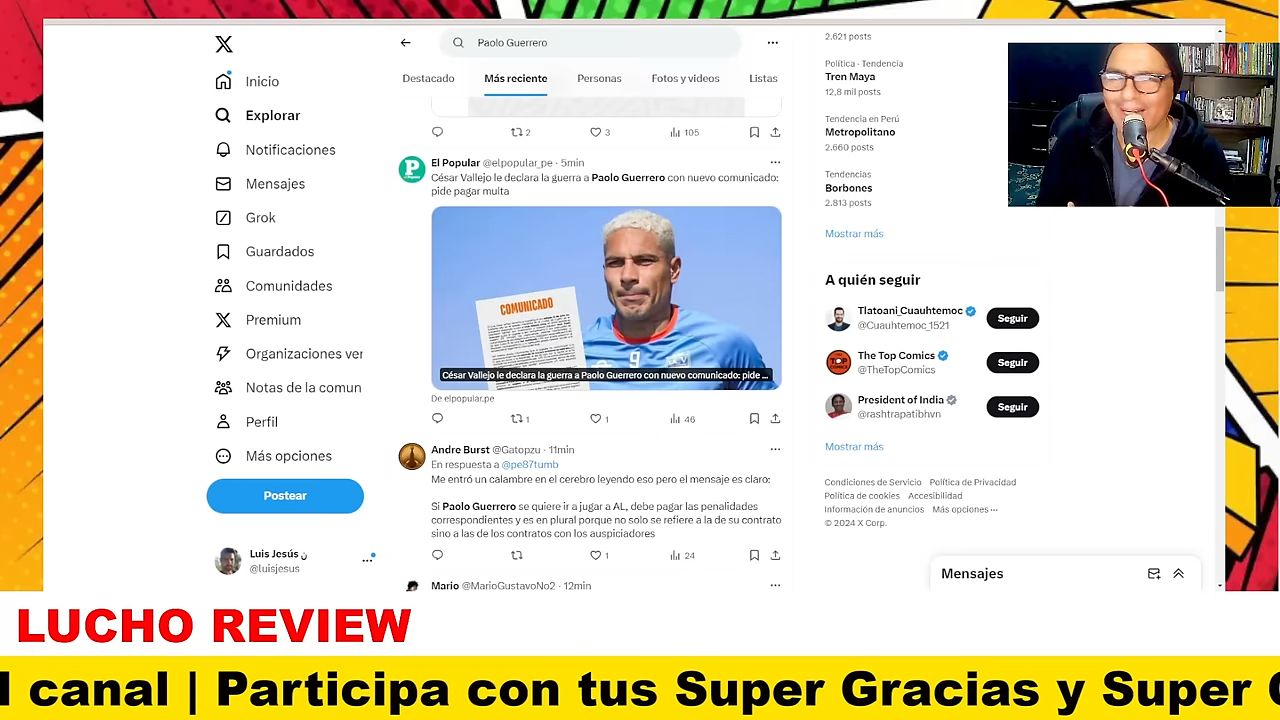 Inicio
Explorar
Notificaciones
Mensajes
Grok
Guardados
Comunidades
Premium
Organizaciones ver
Notas de la comun
Perfil
Más opciones
Postear
Luis Jesús ن
@luisjesus
Paolo Guerrero
Destacado
Más reciente
Personas
Fotos y videos
Listas
2
3
105
El Popular @elpopular_pe · 5min
César Vallejo le declara la guerra a Paolo Guerrero con nuevo comunicado:
pide pagar multa
COMUNICADO
9
César Vallejo le declara la guerra a Paolo Guerrero con nuevo comunicado: pide ...
De elpopular.pe
1
1
46
Andre Burst @Gatopzu · 11min
En respuesta a @pe87tumb
Me entró un calambre en el cerebro leyendo eso pero el mensaje es claro:
Si Paolo Guerrero se quiere ir a jugar a AL, debe pagar las penalidades
correspondientes y es en plural porque no solo se refiere a la de su contrato
sino a las de los contratos con los auspiciadores
1
24
Mario @MarioGustavoNo2 · 12min
2.621 posts
Política · Tendencia
Tren Maya
12,8 mil posts
Tendencia en Perú
Metropolitano
2.660 posts
Tendencias
Borbones
2.813 posts
Mostrar más
A quién seguir
Tlatoani_Cuauhtemoc
@Cuauhtemoc_1521
Seguir
The Top Comics
@TheTopComics
Seguir
President of India
@rashtrapatibhvn
Seguir
Mostrar más
Condiciones de Servicio Política de Privacidad
Política de cookies Accesibilidad
Información de anuncios Más opciones ···
© 2024 X Corp.
Mensajes
LUCHO REVIEW
l canal | Participa con tus Super Gracias y Super